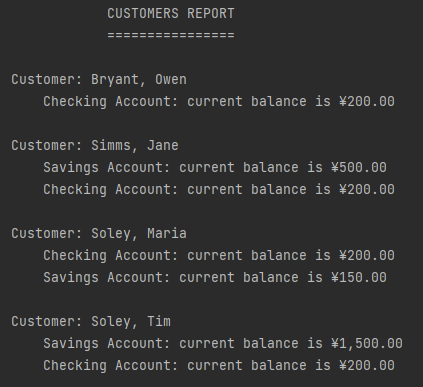 CUSTOMERS REPORT
================
Customer: Bryant, Owen
Checking Account: current balance is ¥200.00
Customer: Simms, Jane
Savings Account: current balance is ¥500.00
Checking Account: current balance is ¥200.00
Customer: Soley, Maria
Checking Account: current balance is ¥200.00
Savings Account: current balance is ¥150.00
Customer: Soley, Tim
Savings Account: current balance is ¥1,500.00
Checking Account: current balance is ¥200.00